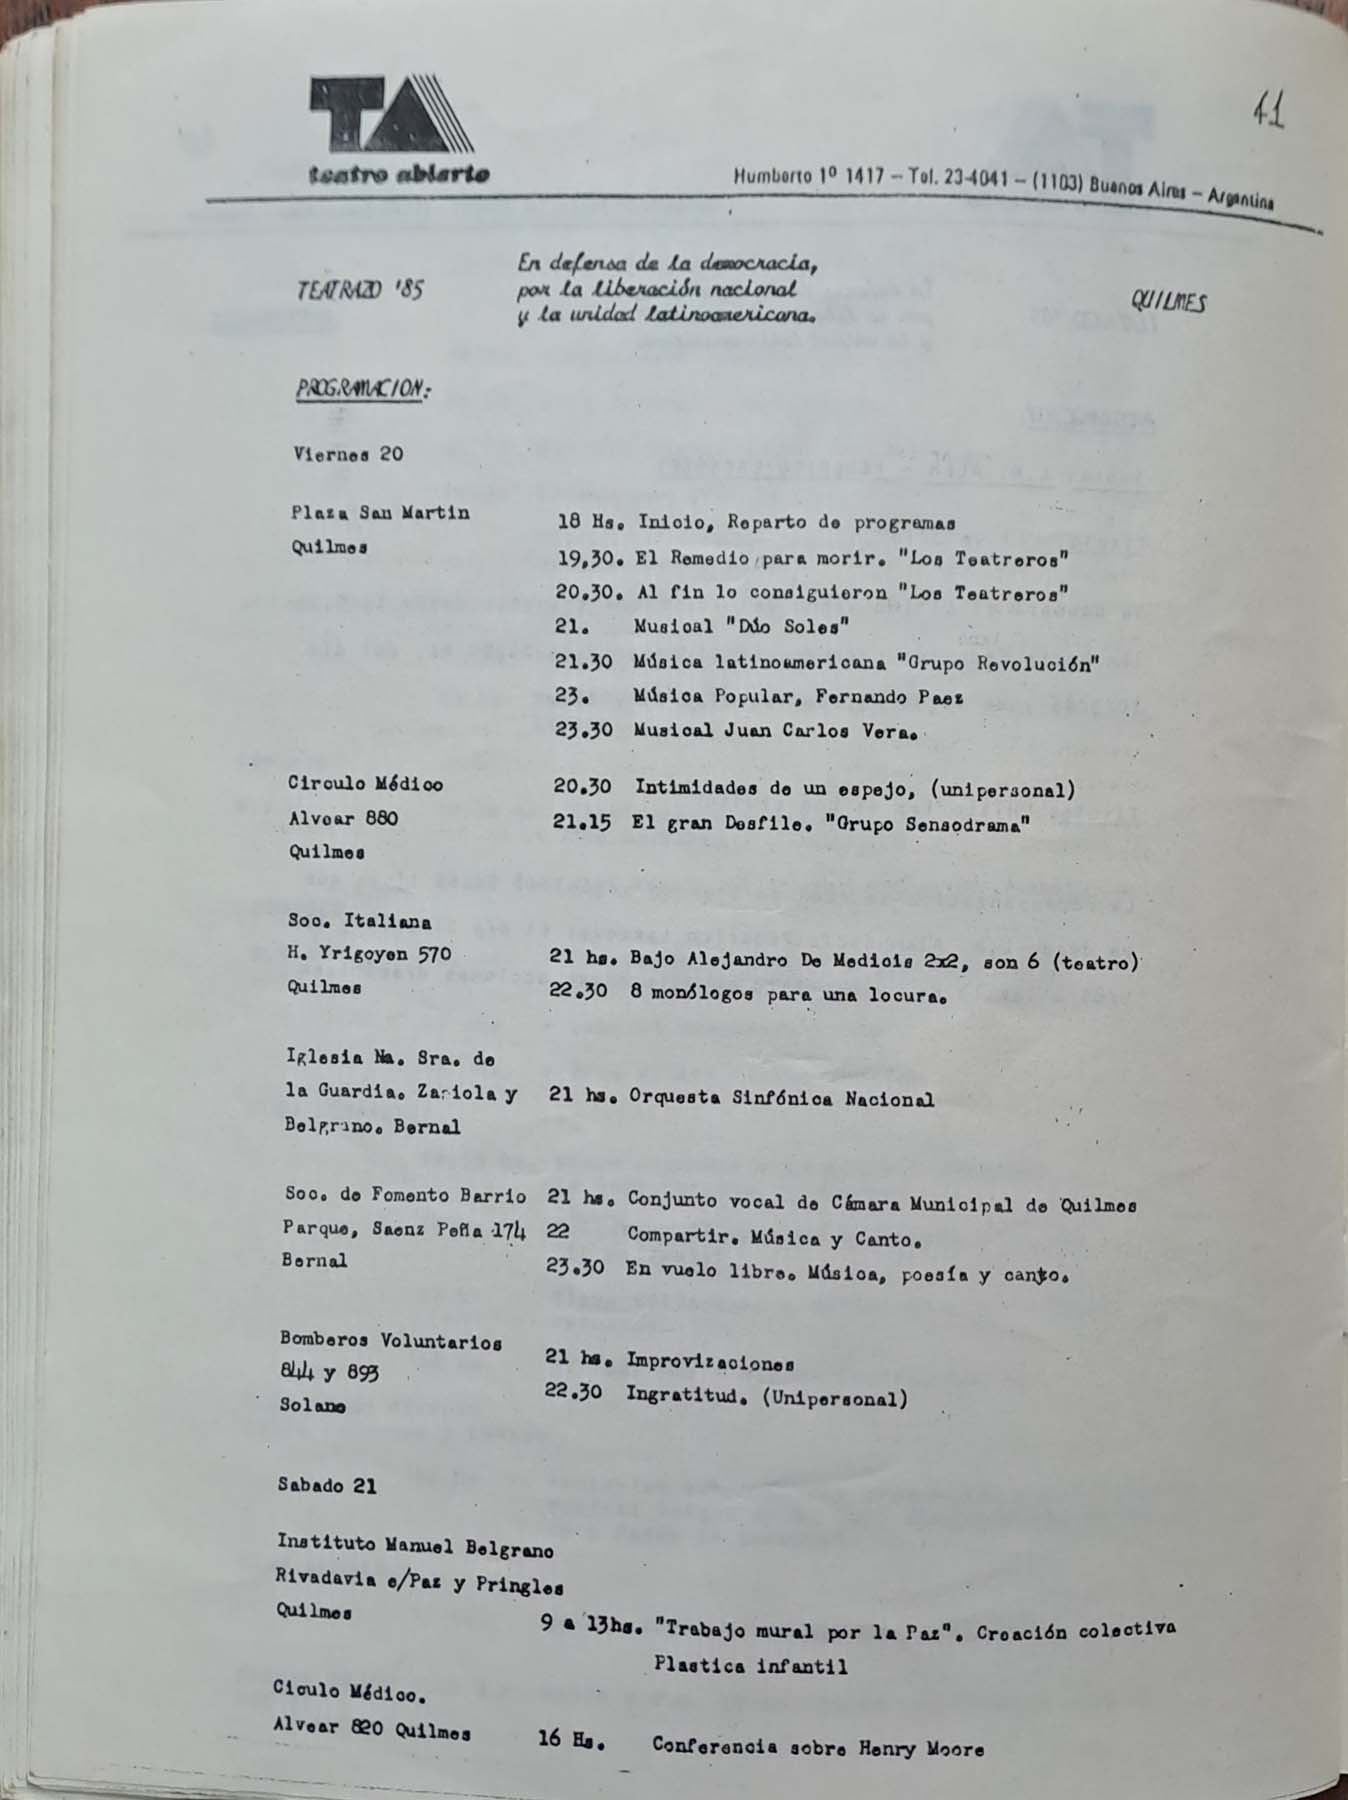 TA
teatro abierto
41
Humberto 1º 1417 – Tel. 23-4041 – (1103) Buenos Aires – Argentina
TEATRAZO '85
En defensa de la democracia,
por la liberación nacional
y la unidad latinoamericana.
QUILMES
PROGRAMACION:
Viernes 20
Plaza San Martin
Quilmes
18 Hs. Inicio, Reparto de programas
19,30. El Remedio para morir. "Los Teatreros"
20.30. Al fin lo consiguieron "Los Teatreros"
21. Musical "Dúo Soles"
21.30 Música latinoamericana "Grupo Revolución"
23. Música Popular, Fernando Paez
23.30 Musical Juan Carlos Vera.
Circulo Médico
Alvear 880
Quilmes
20.30 Intimidades de un espejo, (unipersonal)
21.15 El gran Desfile. "Grupo Sensodrama"
Soc. Italiana
H. Yrigoyen 570
Quilmes
21 hs. Bajo Alejandro De Medicis 2x2, son 6 (teatro)
22.30 8 monólogos para una locura.
Iglesia Na. Sra. de
la Guardia. Zariola y
Belgrano. Bernal
21 hs. Orquesta Sinfónica Nacional
Soc. de Fomento Barrio
Parque, Saenz Peña 174
Bernal
21 hs. Conjunto vocal de Cámara Municipal de Quilmes
22 Compartir. Música y Canto.
23.30 En vuelo libre. Música, poesía y canto.
Bomberos Voluntarios
844 y 893
Solano
21 hs. Improvizaciones
22.30 Ingratitud. (Unipersonal)
Sabado 21
Instituto Manuel Belgrano
Rivadavia e/Paz y Pringles
Quilmes
9 a 13hs. "Trabajo mural por la Paz". Creación colectiva
Plastica infantil
Ciculo Médico.
Alvear 820 Quilmes
16 Hs. Conferencia sobre Henry Moore